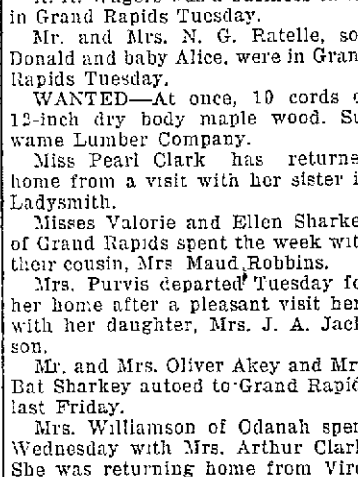 in Grand Rapids Tuesday.
Mr. and Mrs. N. G. Ratelle, so
Donald and baby Alice, were in Gran
Rapids Tuesday.
WANTED—At once, 10 cords
12-inch dry body maple wood. Su
wame Lumber Company.
Miss Pearl Clark has returne
home from a visit with her sister i
Ladysmith.
Misses Valorie and Ellen Sharke
of Grand Rapids spent the week wit
their cousin, Mrs Maud Robbins.
Mrs. Purvis departed Tuesday fo
her home after a pleasant visit her
with her daughter, Mrs. J. A. Jack
son.
Mr. and Mrs. Oliver Akey and Mr
Bat Sharkey autoed to Grand Rapid
last Friday.
Mrs. Williamson of Odanah spen
Wednesday with Mrs. Arthur Clark
She was returning home from Viro